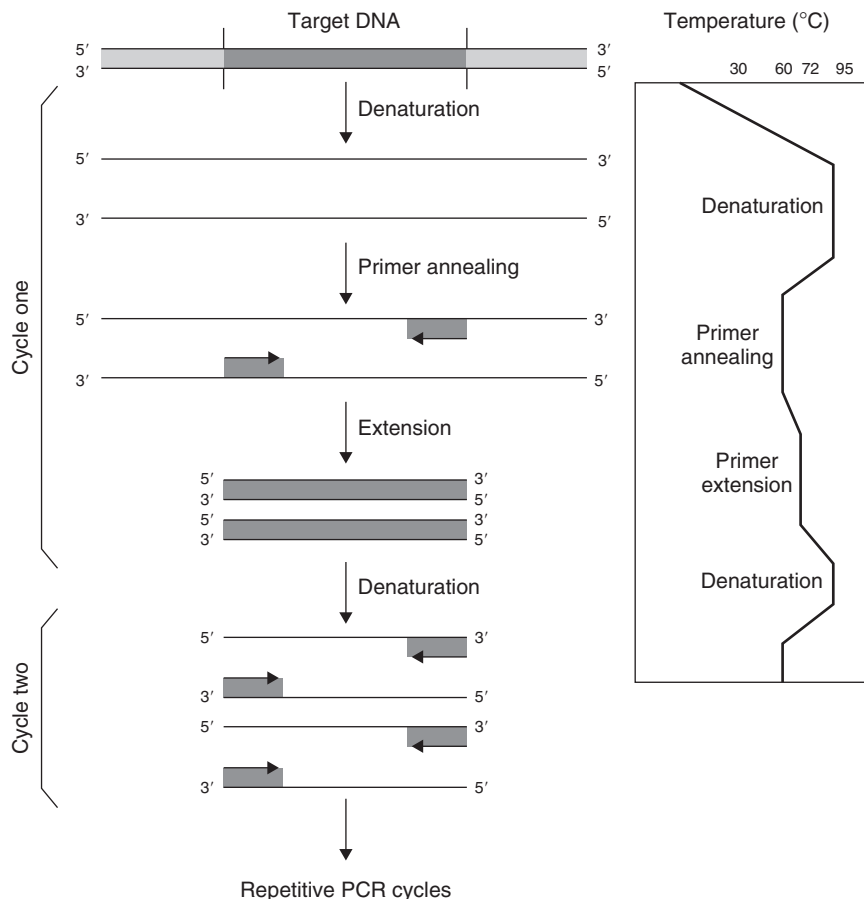 Target DNA
5′ 3′
3′ 5′
Denaturation
5′ 3′
3′ 5′
Primer annealing
5′ 3′
3′ 5′
Extension
5′ 3′
3′ 5′
5′ 3′
3′ 5′
Cycle one
Denaturation
5′ 3′
3′ 5′
5′ 3′
3′ 5′
Cycle two
Repetitive PCR cycles
Temperature (°C)
30 60 72 95
Denaturation
Primer
annealing
Primer
extension
Denaturation